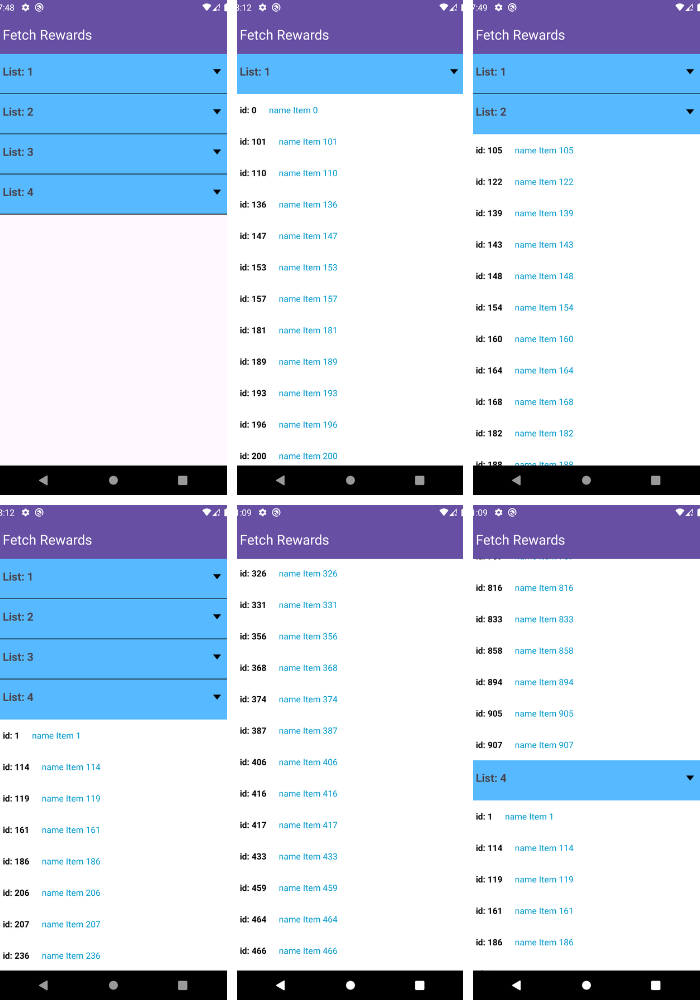 7:48
Fetch Rewards
List: 1
List: 2
List: 3
List: 4
8:12
Fetch Rewards
List: 1
id: 0 name Item 0
id: 101 name Item 101
id: 110 name Item 110
id: 136 name Item 136
id: 147 name Item 147
id: 153 name Item 153
id: 157 name Item 157
id: 181 name Item 181
id: 189 name Item 189
id: 193 name Item 193
id: 196 name Item 196
id: 200 name Item 200
7:49
Fetch Rewards
List: 1
List: 2
id: 105 name Item 105
id: 122 name Item 122
id: 139 name Item 139
id: 143 name Item 143
id: 148 name Item 148
id: 154 name Item 154
id: 160 name Item 160
id: 164 name Item 164
id: 168 name Item 168
id: 182 name Item 182
id: 188 name Item 188
8:12
Fetch Rewards
List: 1
List: 2
List: 3
List: 4
id: 1 name Item 1
id: 114 name Item 114
id: 119 name Item 119
id: 161 name Item 161
id: 186 name Item 186
id: 206 name Item 206
id: 207 name Item 207
id: 236 name Item 236
:09
Fetch Rewards
id: 326 name Item 326
id: 331 name Item 331
id: 356 name Item 356
id: 368 name Item 368
id: 374 name Item 374
id: 387 name Item 387
id: 406 name Item 406
id: 416 name Item 416
id: 417 name Item 417
id: 433 name Item 433
id: 459 name Item 459
id: 464 name Item 464
id: 466 name Item 466
:09
Fetch Rewards
id: 816 name Item 816
id: 833 name Item 833
id: 858 name Item 858
id: 894 name Item 894
id: 905 name Item 905
id: 907 name Item 907
List: 4
id: 1 name Item 1
id: 114 name Item 114
id: 119 name Item 119
id: 161 name Item 161
id: 186 name Item 186